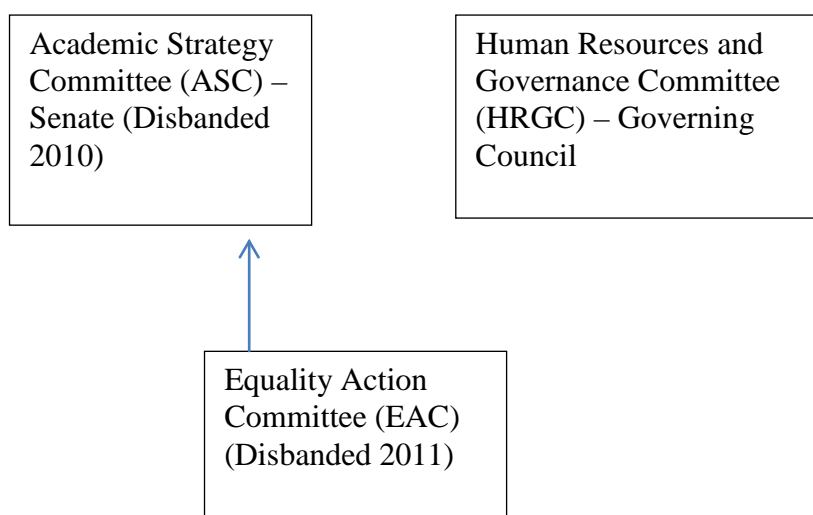 Academic Strategy
Committee (ASC) –
Senate (Disbanded
2010)
Human Resources and
Governance Committee
(HRGC) – Governing
Council
Equality Action
Committee (EAC)
(Disbanded 2011)